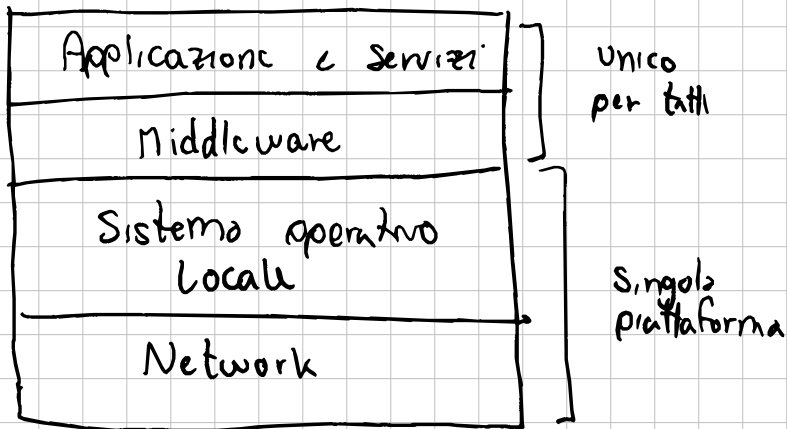 Applicazione e servizi
Middleware
Sistema operativo
Locale
Network
unico
per tutti
Singola
piattaforma